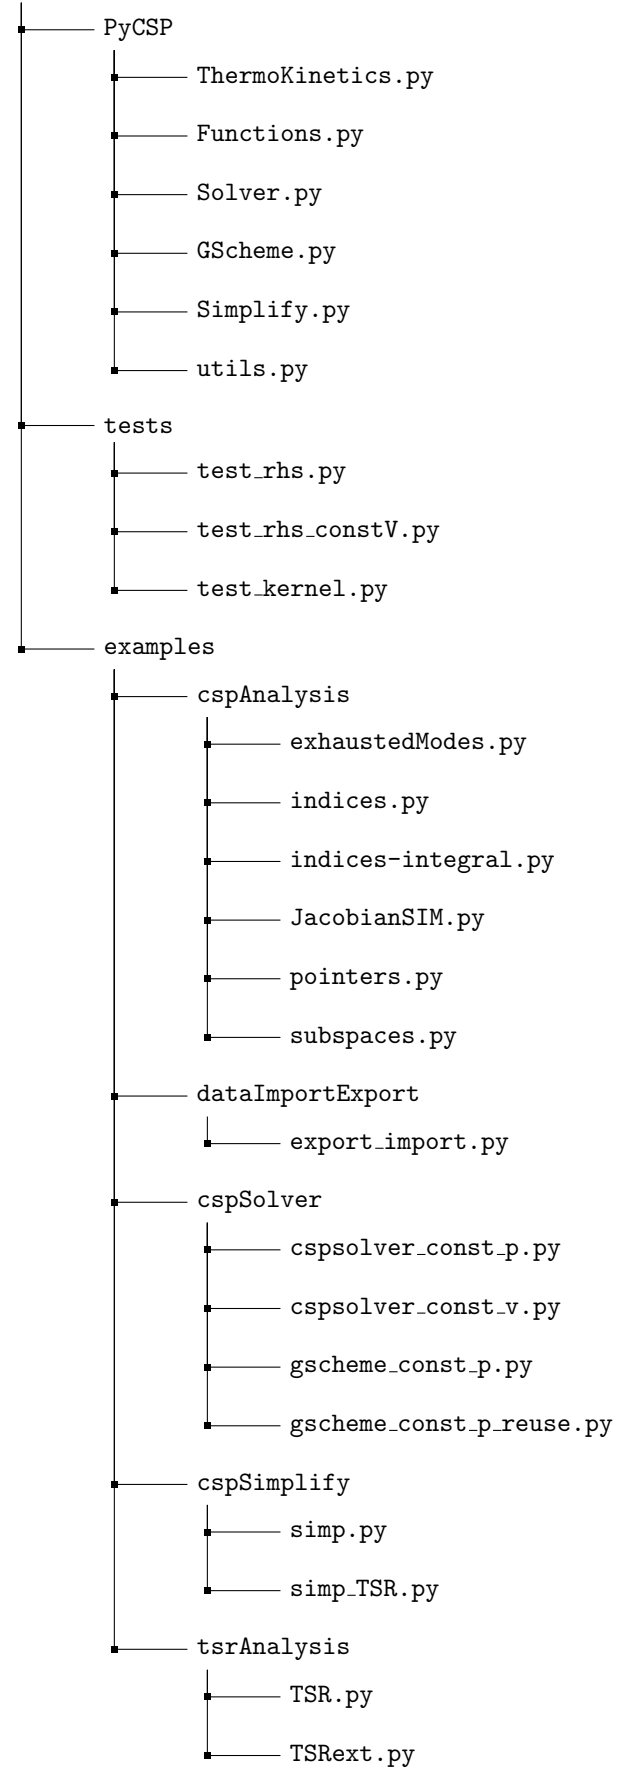 PyCSP
ThermoKinetics.py
Functions.py
Solver.py
GScheme.py
Simplify.py
utils.py
tests
test_rhs.py
test_rhs_constV.py
test_kernel.py
examples
cspAnalysis
exhaustedModes.py
indices.py
indices-integral.py
JacobianSIM.py
pointers.py
subspaces.py
dataImportExport
export_import.py
cspSolver
cspsolver_const_p.py
cspsolver_const_v.py
gscheme_const_p.py
gscheme_const_p_reuse.py
cspSimplify
simp.py
simp_TSR.py
tsrAnalysis
TSR.py
TSRext.py